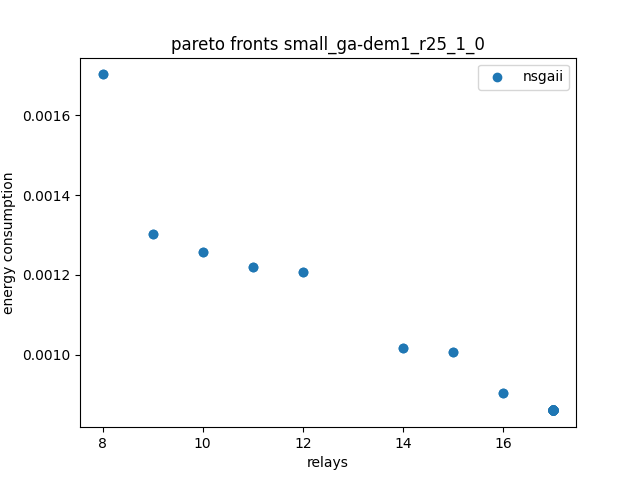 pareto fronts small_ga-dem1_r25_1_0
nsgaii
0.0016
0.0014
0.0012
0.0010
energy consumption
8 10 12 14 16
relays